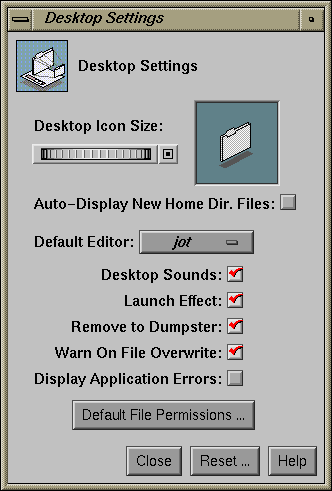 Desktop Settings
Desktop Settings
Desktop Icon Size:
Auto-Display New Home Dir. Files:
Default Editor: jot
Desktop Sounds:
Launch Effect:
Remove to Dumpster:
Warn On File Overwrite:
Display Application Errors:
Default File Permissions ...
Close Reset ... Help